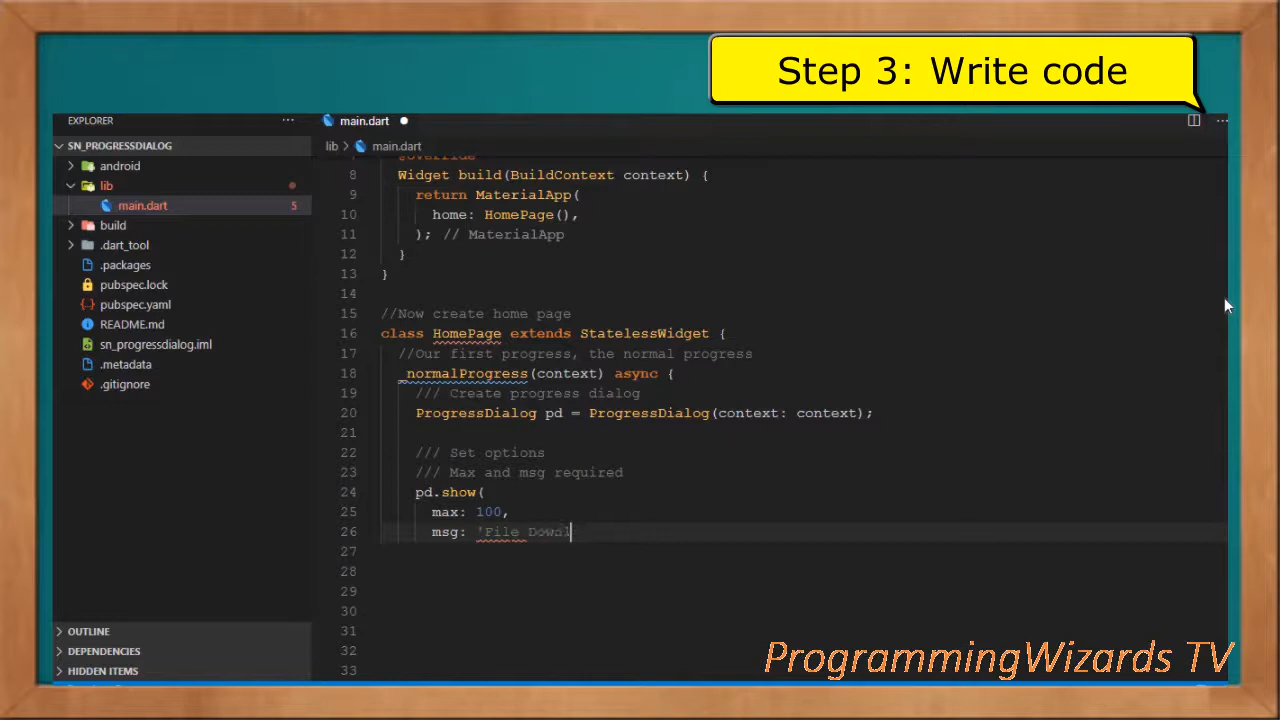 Step 3: Write code
EXPLORER
main.dart
SN_PROGRESSDIALOG
android
lib
main.dart 5
build
.dart_tool
.packages
pubspec.lock
pubspec.yaml
README.md
sn_progressdialog.iml
.metadata
.gitignore
OUTLINE
DEPENDENCIES
HIDDEN ITEMS
lib > main.dart
@override
8 Widget build(BuildContext context) {
9 return MaterialApp(
10 home: HomePage(),
11 ); // MaterialApp
12 }
13 }
14
15 //Now create home page
16 class HomePage extends StatelessWidget {
17 //Our first progress, the normal progress
18 _normalProgress(context) async {
19 /// Create progress dialog
20 ProgressDialog pd = ProgressDialog(context: context);
21
22 /// Set options
23 /// Max and msg required
24 pd.show(
25 max: 100,
26 msg: 'File Downl
27
28
29
30
31
32
33
ProgrammingWizards TV